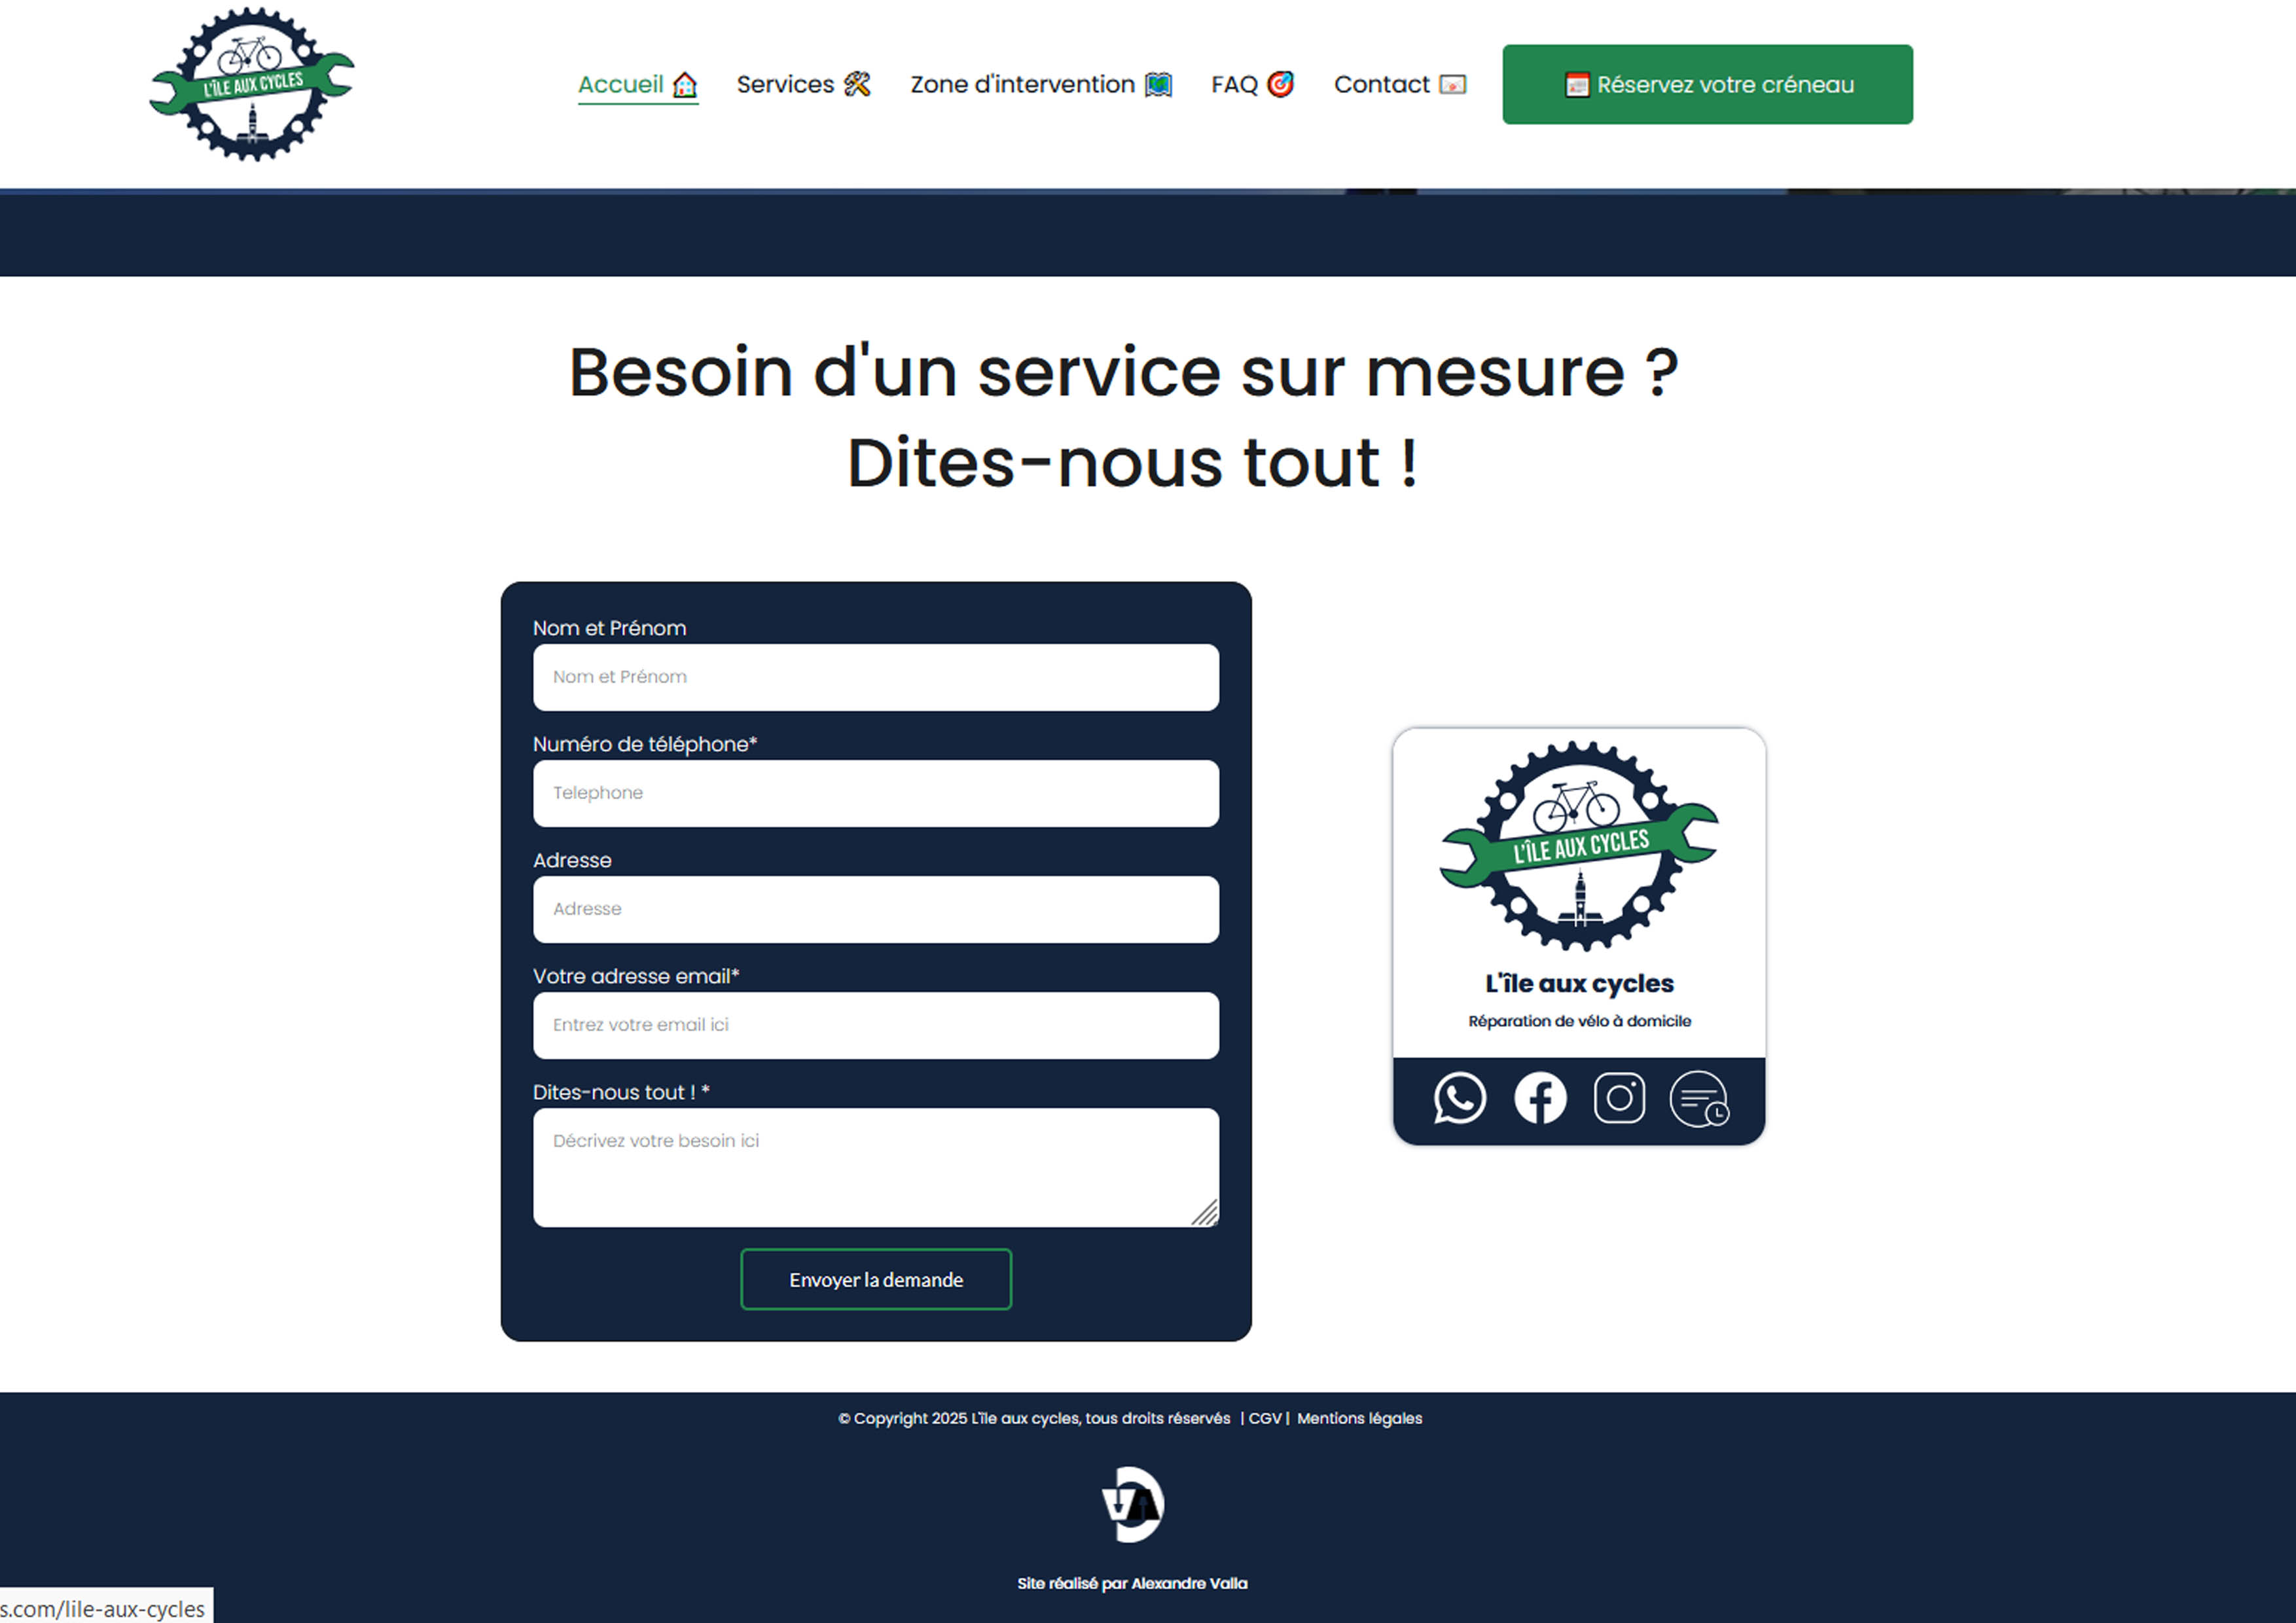 L'ÎLE AUX CYCLES
Accueil 🏠 Services 🛠 Zone d'intervention 🗺 FAQ 🎯 Contact 💌 📅 Réservez votre créneau
Besoin d'un service sur mesure ?
Dites-nous tout !
Nom et Prénom
Nom et Prénom
Numéro de téléphone*
Telephone
Adresse
Adresse
Votre adresse email*
Entrez votre email ici
Dites-nous tout ! *
Décrivez votre besoin ici
Envoyer la demande
L'ÎLE AUX CYCLES
L'île aux cycles
Réparation de vélo à domicile
© Copyright 2025 L'île aux cycles, tous droits réservés | CGV | Mentions légales
VA
Site réalisé par Alexandre Valla
s.com/lile-aux-cycles